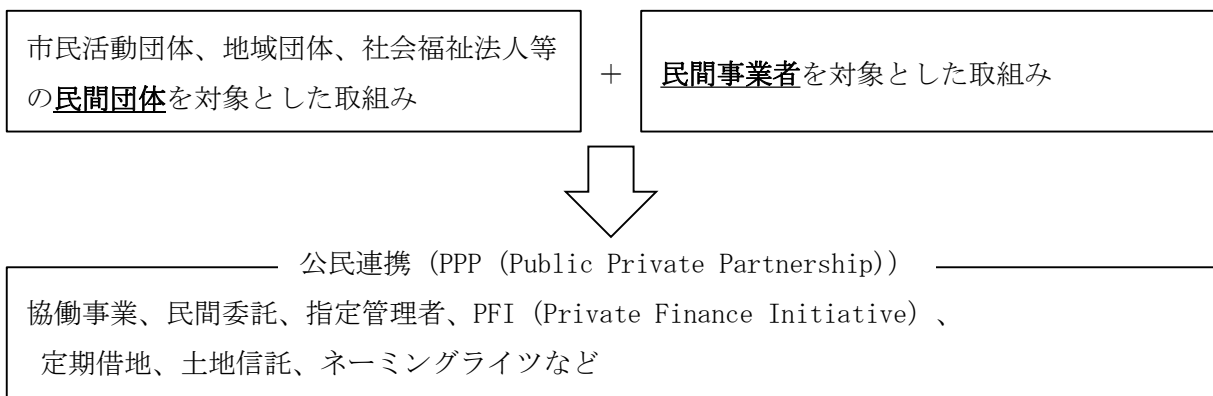 市民活動団体、地域団体、社会福祉法人等
の民間団体を対象とした取組み
＋
民間事業者を対象とした取組み
公民連携 (PPP (Public Private Partnership))
協働事業、民間委託、指定管理者、PFI (Private Finance Initiative) 、
定期借地、土地信託、ネーミングライツなど